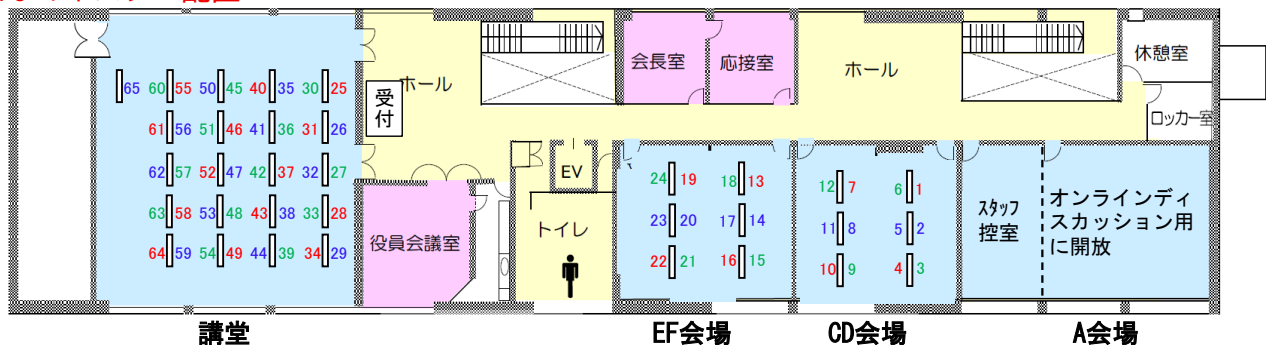 ホール
会長室
応接室
ホール
休憩室
受付
ロッカー室
65 60 55 50 45 40 35 30 25
61 56 51 46 41 36 31 26
62 57 52 47 42 37 32 27
63 58 53 48 43 38 33 28
64 59 54 49 44 39 34 29
役員会議室
EV
トイレ
24 19 18 13
23 20 17 14
22 21 16 15
12 7 6 1
11 8 5 2
10 9 4 3
スタッフ
控室
オンラインディ
スカッション用
に開放
講堂
EF会場
CD会場
A会場